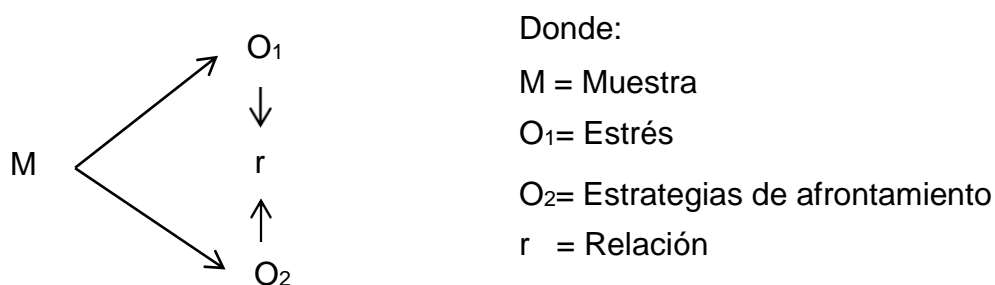 O₁
r
M
O₂
Donde:
M = Muestra
O₁= Estrés
O₂= Estrategias de afrontamiento
r = Relación